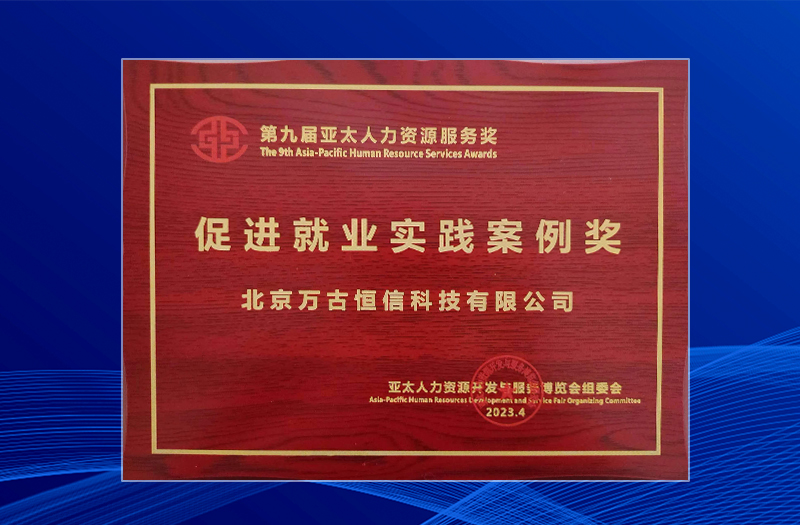 第九届亚太人力资源服务奖
The 9th Asia-Pacific Human Resource Services Awards
促进就业实践案例奖
北京万古恒信科技有限公司
亚太人力资源开发与服务博览会组委会
Asia-Pacific Human Resources Development and Service Fair Organizing Committee
2023.4